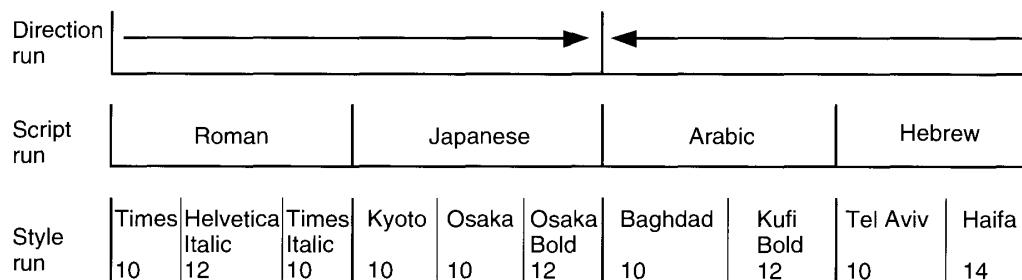 Direction
run
Script
run
Roman
Japanese
Arabic
Hebrew
Style
run
Times
10
Helvetica
Italic
12
Times
Italic
10
Kyoto
10
Osaka
10
Osaka
Bold
12
Baghdad
10
Kufi
Bold
12
Tel Aviv
10
Haifa
14